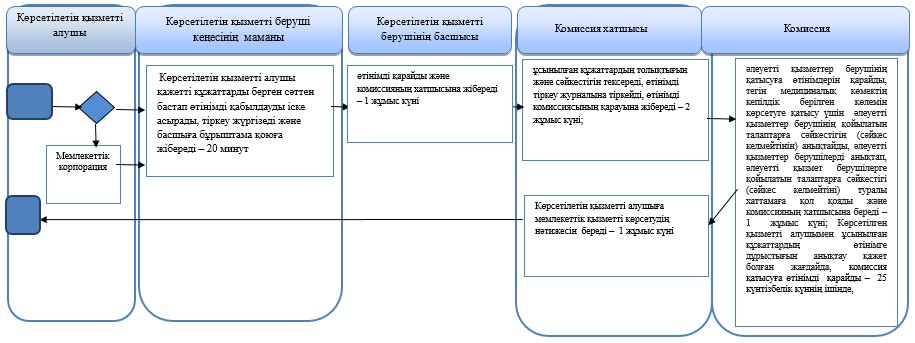 Көрсетілетін қызметті
алушы
Көрсетілетін қызметті беруші
кеңесінің маманы
Көрсетілетін қызметті
берушінің басшысы
Комиссия хатшысы
Комиссия
Мемлекеттік
корпорация
Көрсетілетін қызметті алушы
қажетті құжаттарды берген сәттен
бастап өтінімді қабылдауды іске
асырады, тіркеу жүргізеді және
басшыға бұрыштама қоюға
жібереді – 20 минут
өтінімді қарайды және
комиссияның хатшысына жібереді
– 1 жұмыс күні
ұсынылған құжаттардың толықтығын
және сәйкестігін тексереді, өтінімді
тіркеу журналына тіркейді, өтінімді
комиссиясының қарауына жібереді – 2
жұмыс күні;
Көрсетілетін қызметті алушыға
мемлекеттік қызметті көрсетудің
нәтижесін береді – 1 жұмыс күні
әлеуетті қызметтер берушінің
қатысуға өтінімдерін қарайды,
тегін медициналық көмектің
кепілдік берілген көлемін
көрсетуге қатысу үшін әлеуетті
қызметтер берушінің қойылатын
талаптарға сәйкестігін (сәйкес
келмейтінін) анықтайды, әлеуетті
қызметтер берушілерді анықтап,
әлеуетті қызмет берушілерге
қойылатын талаптарға сәйкестігі
(сәйкес келмейтіні) туралы
хаттамаға қол қояды және
комиссияның хатшысына береді –
1 жұмыс күні; Көрсетілген
қызметті алушымен ұсынылған
құжаттардың өтінімге
дұрыстығын анықтау қажет
болған жағдайда, комиссия
қатысуға өтінімді қарайды – 25
күнтізбелік күннің ішінде,